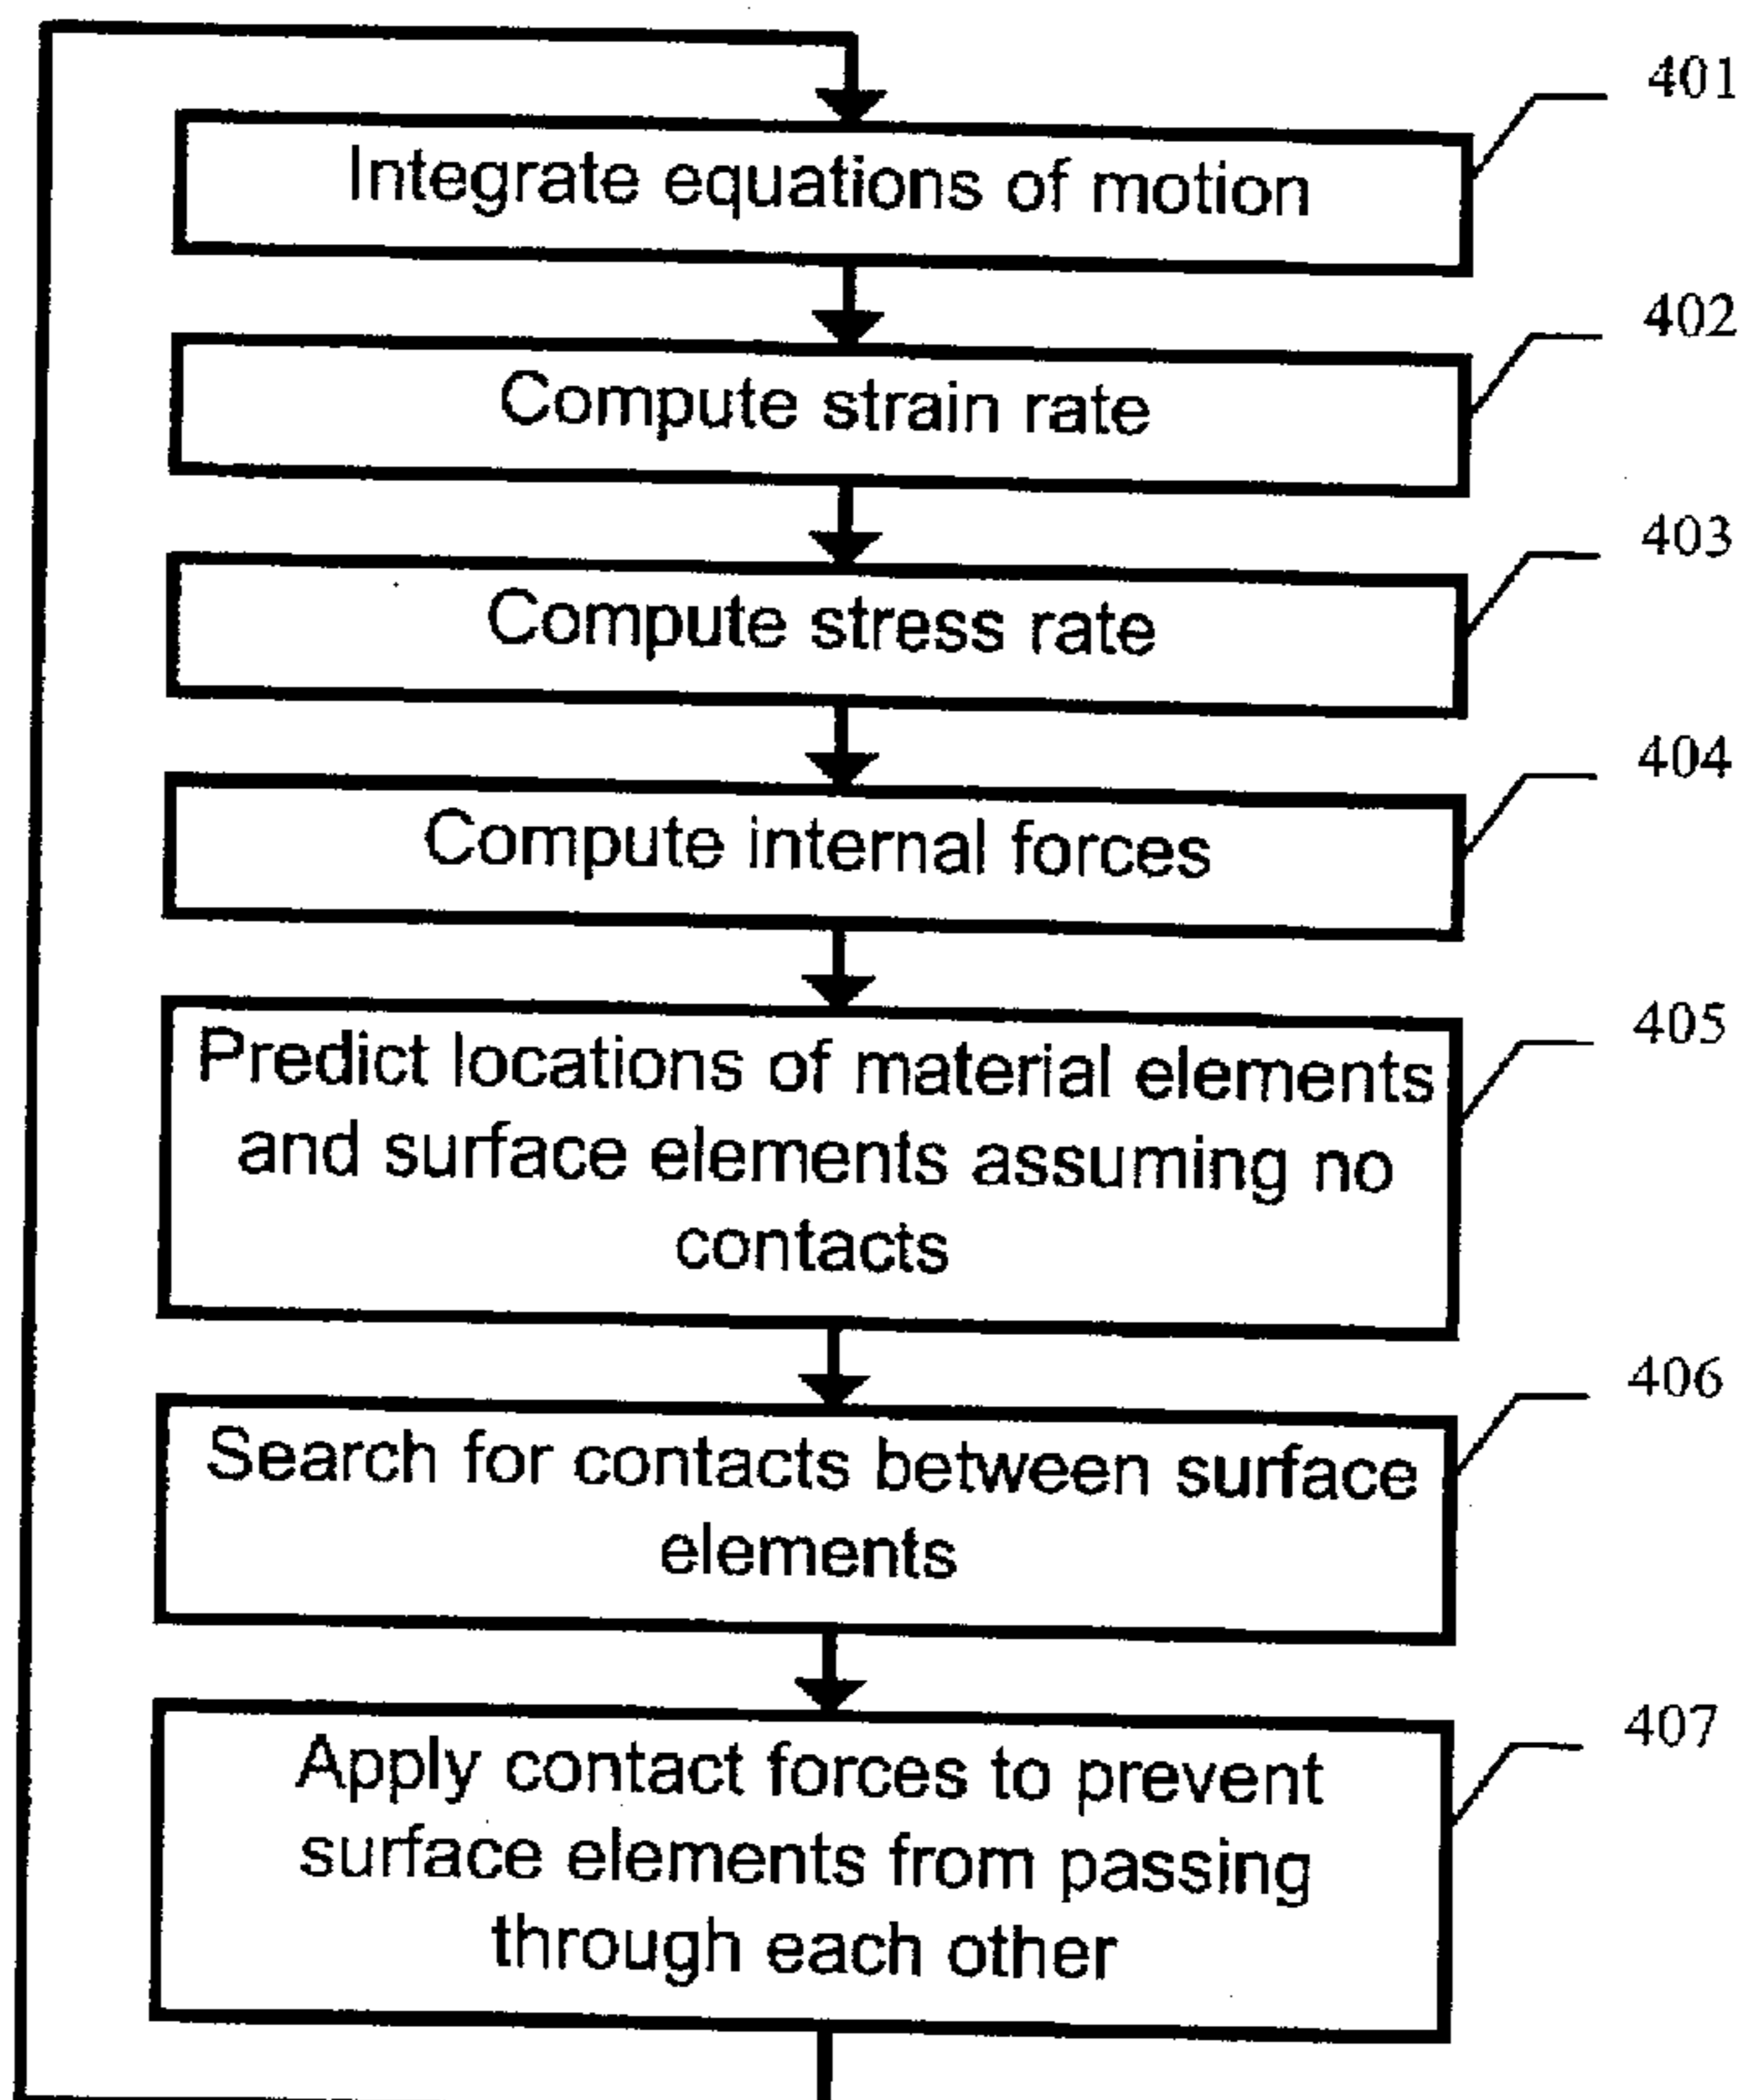 401
Integrate equations of motion
402
Compute strain rate
403
Compute stress rate
404
Compute internal forces
405
Predict locations of material elements
and surface elements assuming no
contacts
406
Search for contacts between surface
elements
407
Apply contact forces to prevent
surface elements from passing
through each other